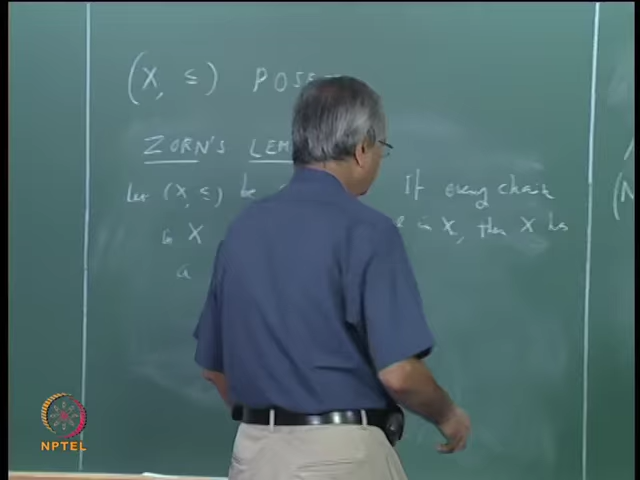 (X, ≤) POSE
ZORN'S LEM
Let (X, ≤) be If every chain
in X in X, then X has
a
NPTEL